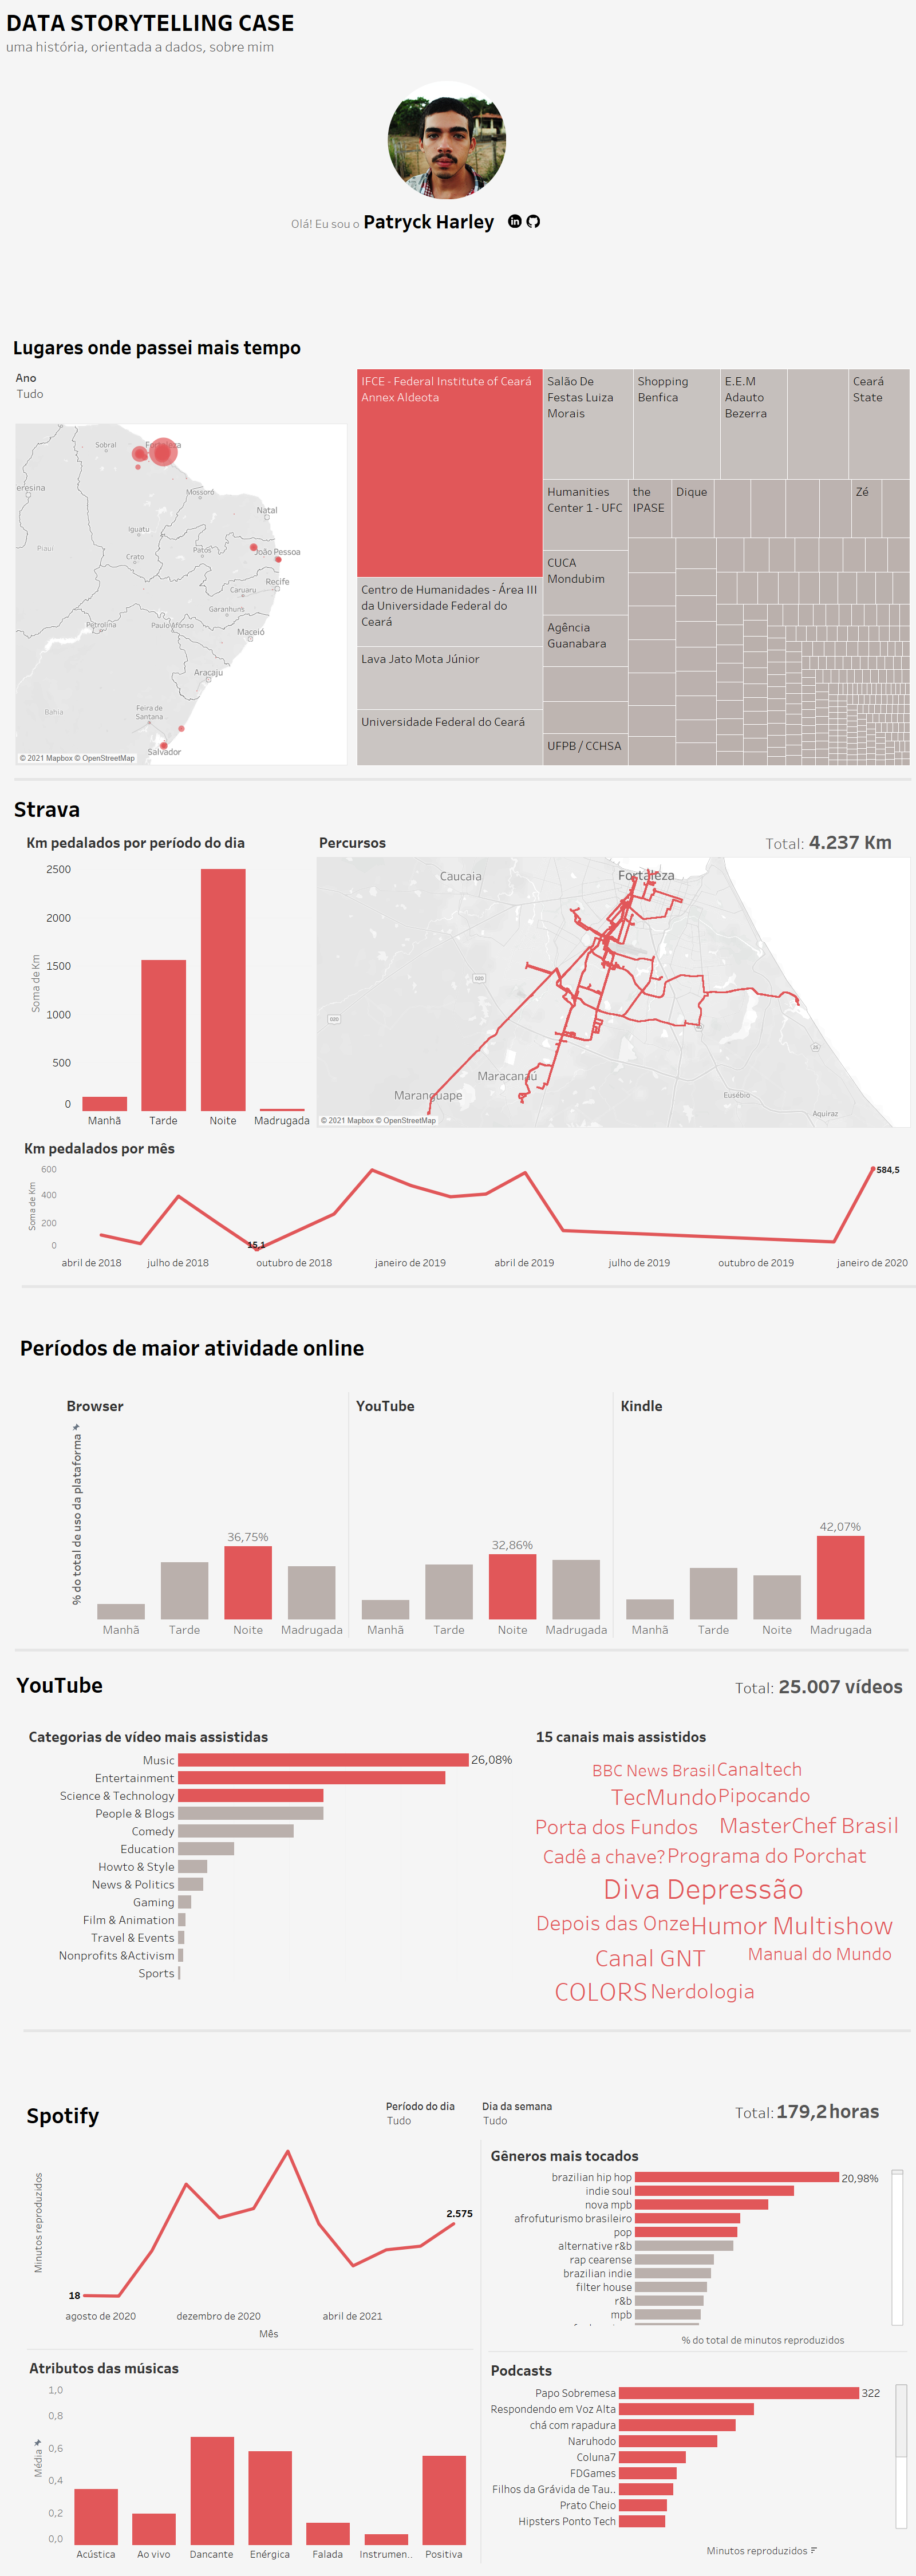 DATA STORYTELLING CASE
uma história, orientada a dados, sobre mim
Olá! Eu sou o Patryck Harley
Lugares onde passei mais tempo
Ano
Tudo
Sobral
Fortaleza
eresina
Mossoró
Natal
Iguatu
Piauí
Crato
Patos
João Pessoa
Recife
Caruaru
Garanhuns
Petrolina
Paulo Afonso
Maceió
Aracaju
Bahia
Feira de
Santana
Salvador
© 2021 Mapbox © OpenStreetMap
IFCE - Federal Institute of Ceará
Annex Aldeota
Centro de Humanidades - Área III
da Universidade Federal do
Ceará
Lava Jato Mota Júnior
Universidade Federal do Ceará
Salão De
Festas Luiza
Morais
Shopping
Benfica
E.E.M
Adauto
Bezerra
Ceará
State
Humanities
Center 1 - UFC
the
IPASE
Dique
Zé
CUCA
Mondubim
Agência
Guanabara
UFPB / CCHSA
Strava
Km pedalados por período do dia
Soma de Km
2500
2000
1500
1000
500
0
Manhã Tarde Noite Madrugada
Percursos
Total: 4.237 Km
Caucaia
Fortaleza
020
020
Maracanaú
Maranguape
Eusébio
Aquiraz
© 2021 Mapbox © OpenStreetMap
Km pedalados por mês
Soma de Km
600
400
200
0
15,1
584,5
abril de 2018 julho de 2018 outubro de 2018 janeiro de 2019 abril de 2019 julho de 2019 outubro de 2019 janeiro de 2020
Períodos de maior atividade online
Browser
YouTube
Kindle
% do total de uso da plataforma
36,75%
32,86%
42,07%
Manhã Tarde Noite Madrugada Manhã Tarde Noite Madrugada Manhã Tarde Noite Madrugada
YouTube
Total: 25.007 vídeos
Categorias de vídeo mais assistidas
Music 26,08%
Entertainment
Science & Technology
People & Blogs
Comedy
Education
Howto & Style
News & Politics
Gaming
Film & Animation
Travel & Events
Nonprofits &Activism
Sports
15 canais mais assistidos
BBC News Brasil Canaltech
TecMundo Pipocando
Porta dos Fundos MasterChef Brasil
Cadê a chave? Programa do Porchat
Diva Depressão
Depois das Onze Humor Multishow
Canal GNT Manual do Mundo
COLORS Nerdologia
Spotify
Período do dia
Tudo
Dia da semana
Tudo
Total: 179,2 horas
Minutos reproduzidos
18
2.575
agosto de 2020 dezembro de 2020 abril de 2021
Mês
Gêneros mais tocados
brazilian hip hop 20,98%
indie soul
nova mpb
afrofuturismo brasileiro
pop
alternative r&b
rap cearense
brazilian indie
filter house
r&b
mpb
% do total de minutos reproduzidos
Atributos das músicas
Média
1,0
0,8
0,6
0,4
0,2
0,0
Acústica Ao vivo Dancante Enérgica Falada Instrumen.. Positiva
Podcasts
Papo Sobremesa 322
Respondendo em Voz Alta
chá com rapadura
Naruhodo
Coluna7
FDGames
Filhos da Grávida de Tau..
Prato Cheio
Hipsters Ponto Tech
Minutos reproduzidos